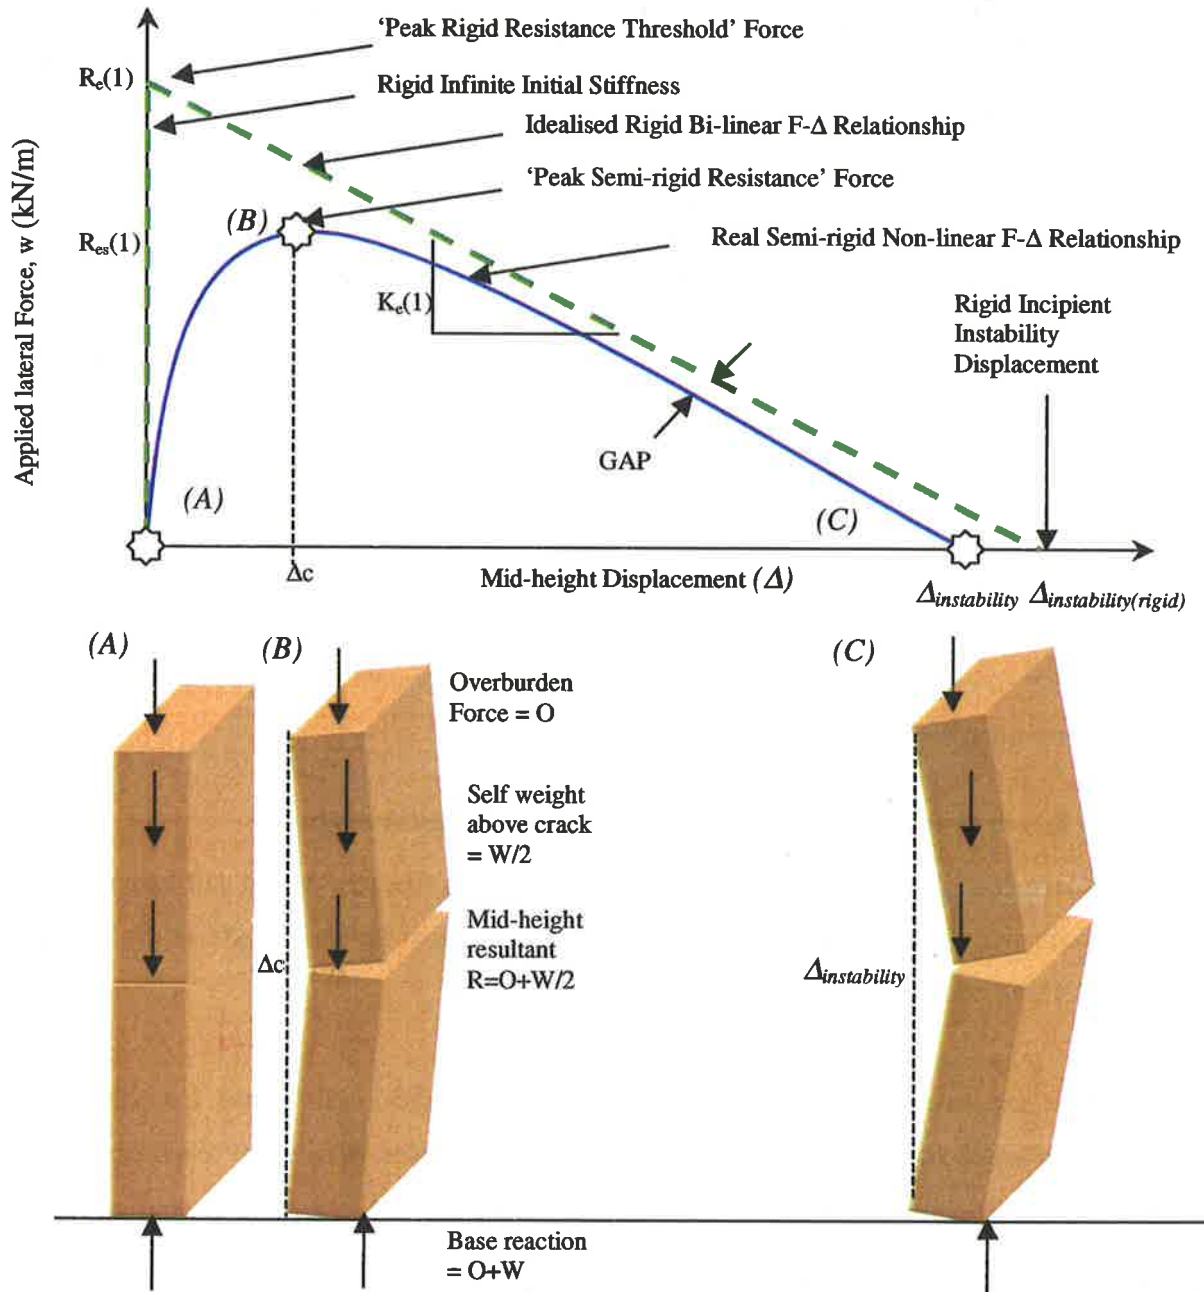 'Peak Rigid Resistance Threshold' Force
Re(1)
Rigid Infinite Initial Stiffness
Idealised Rigid Bi-linear F-Δ Relationship
'Peak Semi-rigid Resistance' Force
(B)
Res(1)
Real Semi-rigid Non-linear F-Δ Relationship
Applied lateral Force, w (kN/m)
Ke(1)
Rigid Incipient
Instability
Displacement
GAP
(A)
(C)
Δc
Mid-height Displacement (Δ)
Δinstability
Δinstability(rigid)
(A)
(B)
(C)
Overburden
Force = O
Self weight
above crack
= W/2
Mid-height
resultant
R=O+W/2
Δc
Δinstability
Base reaction
= O+W